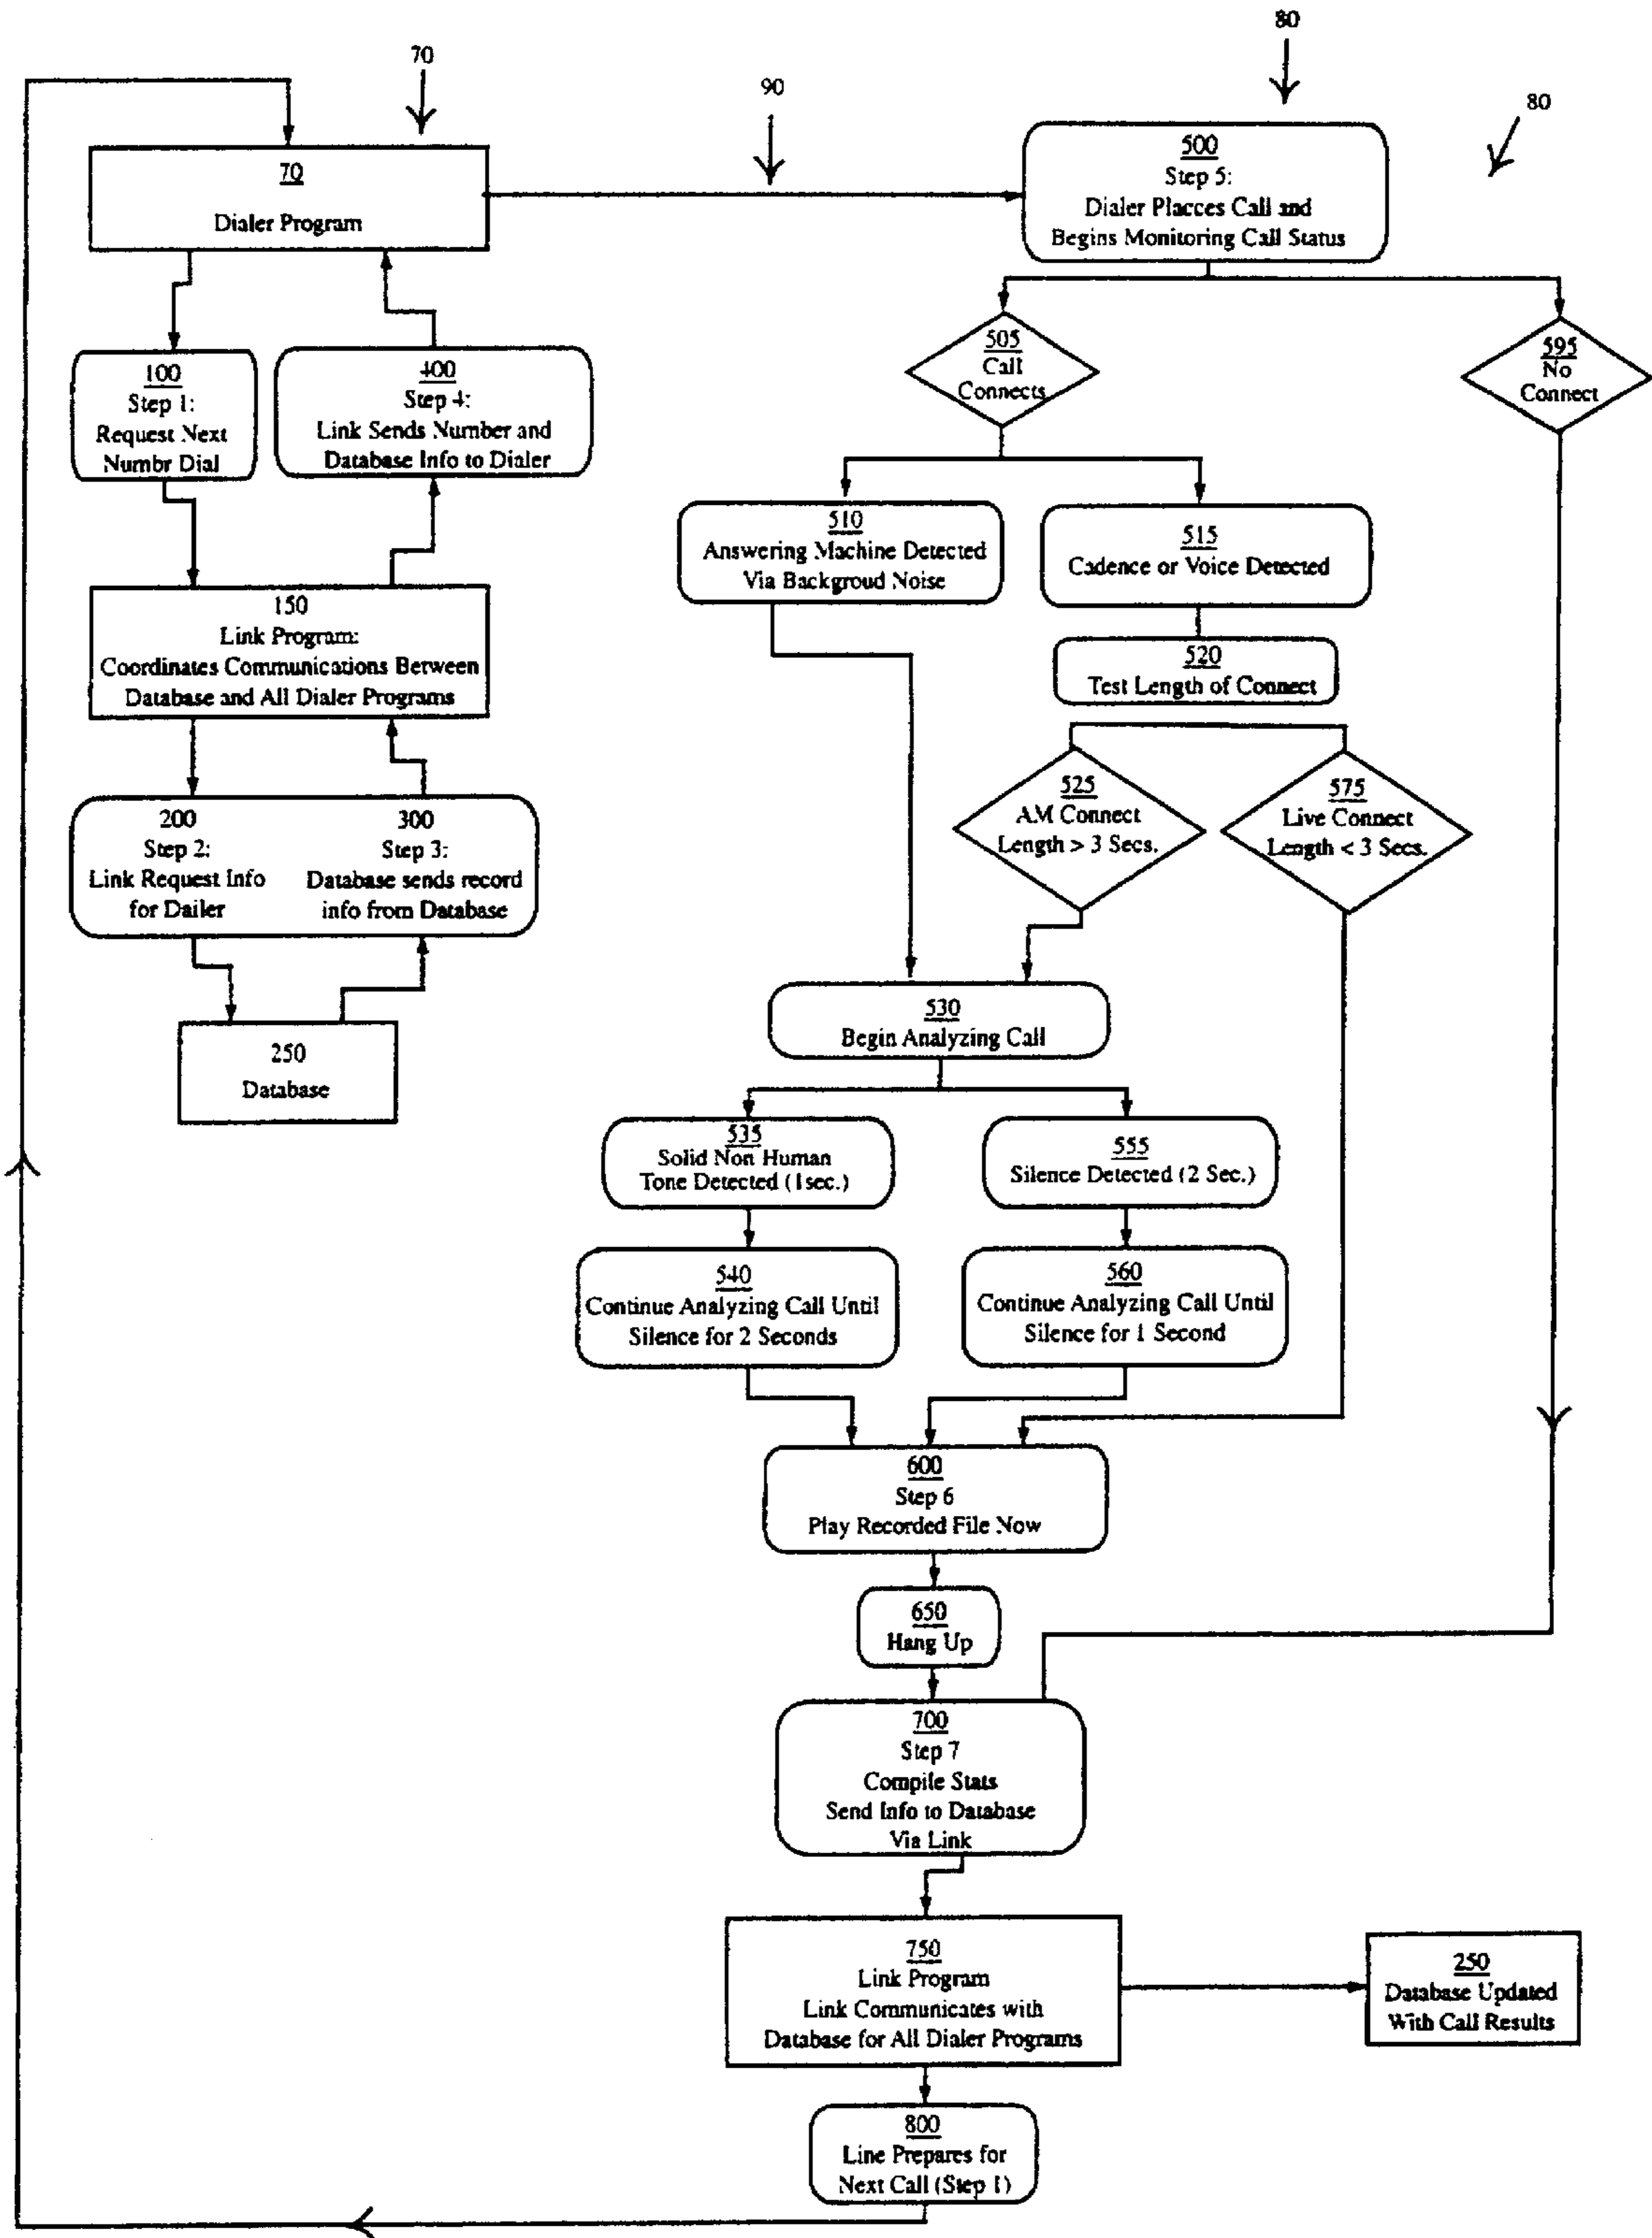 80
70
90
80
70
Dialer Program
500
Step 5:
Dialer Placces Call and
Begins Monitoring Call Status
100
Step 1:
Request Next
Numbr Dial
400
Step 4:
Link Sends Number and
Database Info to Dialer
505
Call
Connects
595
No
Connect
510
Answering Machine Detected
Via Backgroud Noise
515
Cadence or Voice Detected
520
Test Length of Connect
150
Link Program:
Coordinates Communications Between
Database and All Dialer Programs
525
AM Connect
Length > 3 Secs.
575
Live Connect
Length < 3 Secs.
200
Step 2:
Link Request Info
for Dailer
300
Step 3:
Database sends record
info from Database
250
Database
530
Begin Analyzing Call
535
Solid Non Human
Tone Detected (1sec.)
555
Silence Detected (2 Sec.)
540
Continue Analyzing Call Until
Silence for 2 Seconds
560
Continue Analyzing Call Until
Silence for 1 Second
600
Step 6
Play Recorded File Now
650
Hang Up
700
Step 7
Compile Stats
Send Info to Database
Via Link
750
Link Program
Link Communicates with
Database for All Dialer Programs
250
Database Updated
With Call Results
800
Line Prepares for
Next Call (Step 1)